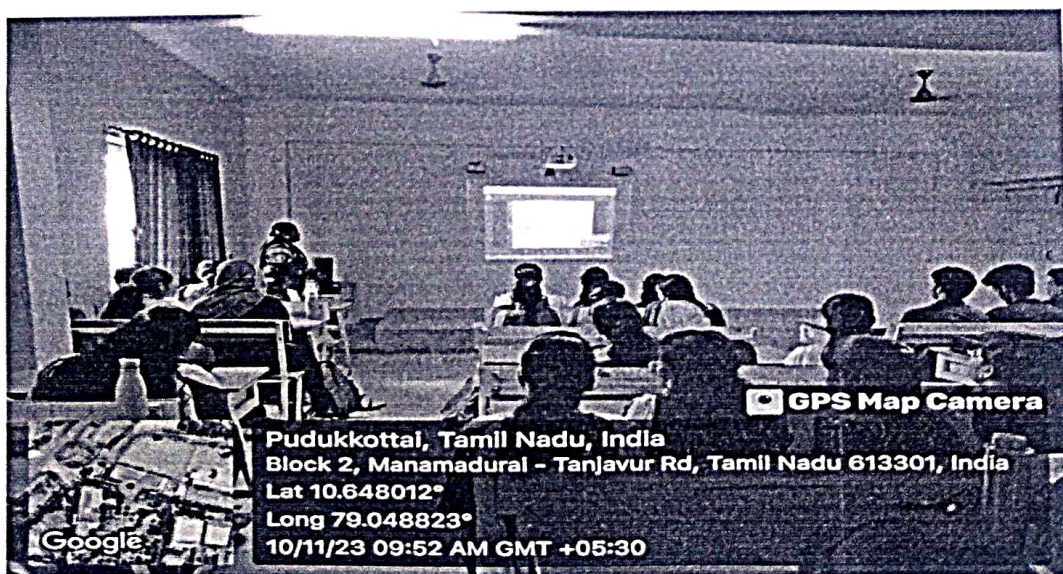 GPS Map Camera
Pudukkottai, Tamil Nadu, India
Block 2, Manamadurai - Tanjavur Rd, Tamil Nadu 613301, India
Lat 10.648012°
Long 79.048823°
10/11/23 09:52 AM GMT +05:30
Google